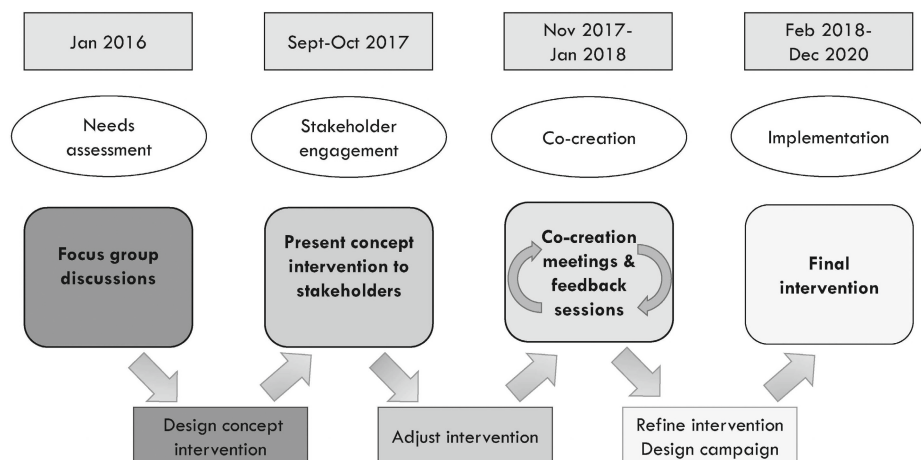 Jan 2016
Sept-Oct 2017
Nov 2017-
Jan 2018
Feb 2018-
Dec 2020
Needs
assessment
Stakeholder
engagement
Co-creation
Implementation
Focus group
discussions
Present concept
intervention to
stakeholders
Co-creation
meetings &
feedback
sessions
Final
intervention
Design concept
intervention
Adjust intervention
Refine intervention
Design campaign